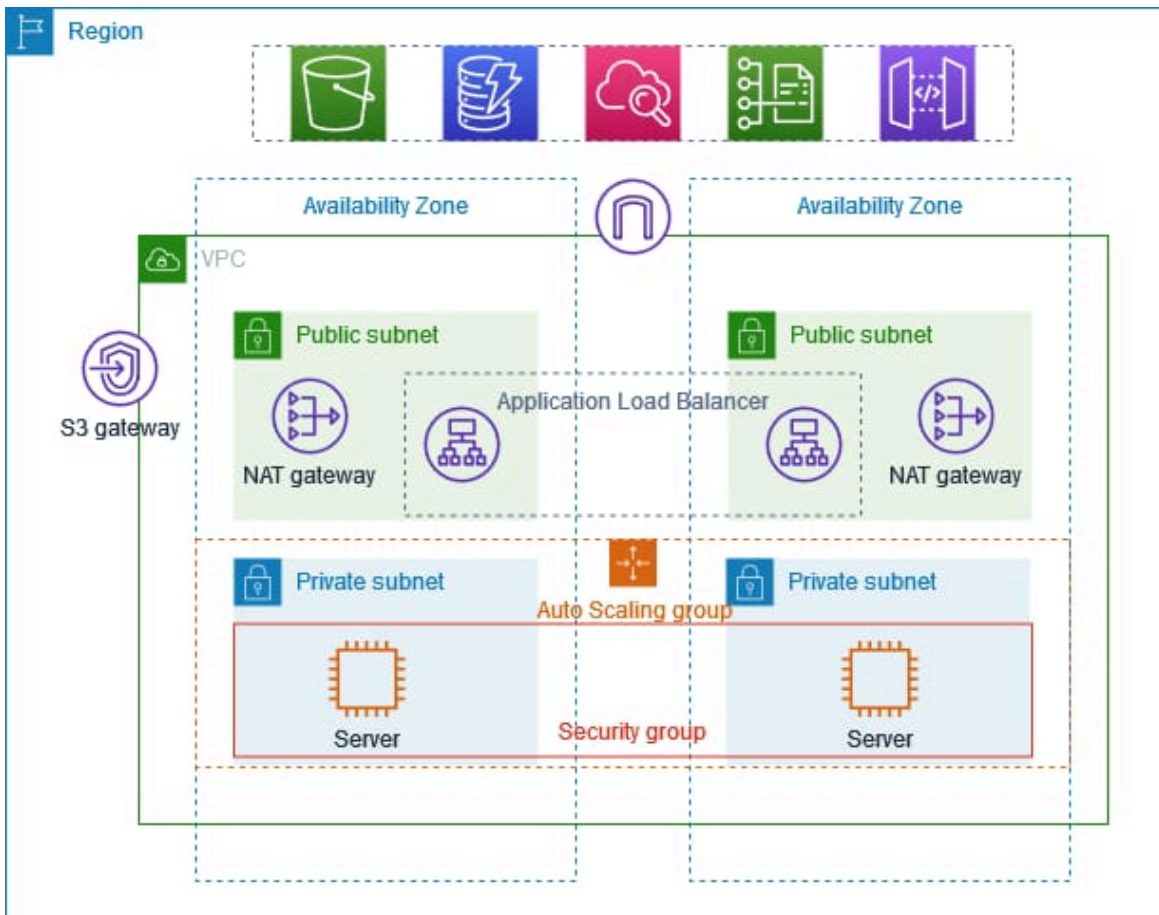 Region
Availability Zone
Availability Zone
VPC
Public subnet
Public subnet
S3 gateway
Application Load Balancer
NAT gateway
NAT gateway
Private subnet
Private subnet
Auto Scaling group
Security group
Server
Server